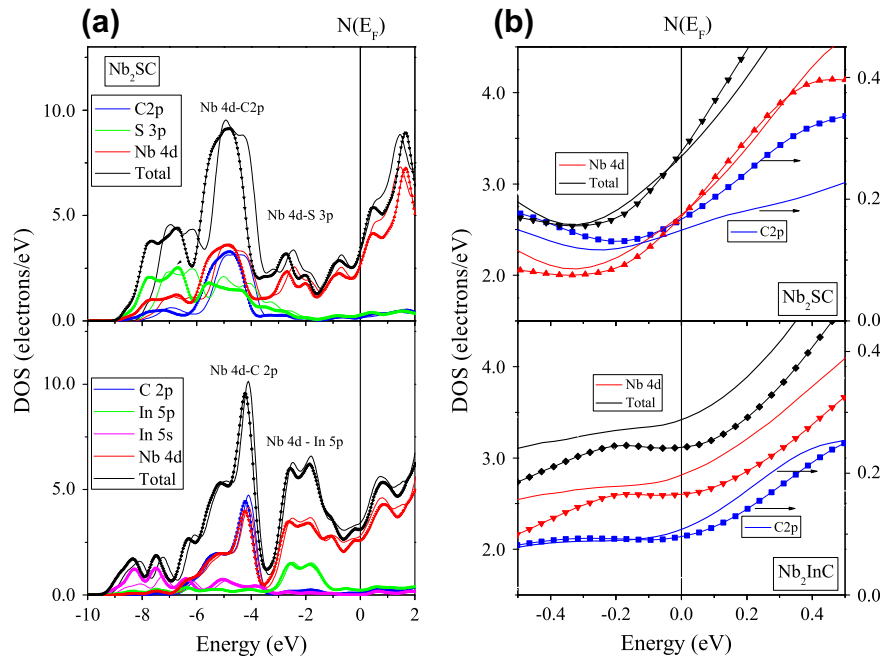 (a)
N(E_F)
Nb₂SC
C2p
S 3p
Nb 4d
Total
Nb 4d-C2p
Nb 4d-S 3p
10.0
5.0
0.0
DOS (electrons/eV)
Nb 4d-C 2p
Nb 4d - In 5p
C 2p
In 5p
In 5s
Nb 4d
Total
10.0
5.0
0.0
-10 -8 -6 -4 -2 0 2
Energy (eV)
(b)
N(E_F)
4.0
3.0
2.0
0.4
0.2
0.0
Nb 4d
Total
C2p
Nb₂SC
DOS (electrons/eV)
4.0
3.0
2.0
0.4
0.2
0.0
Nb 4d
Total
C2p
Nb₂InC
-0.4 -0.2 0.0 0.2 0.4
Energy (eV)